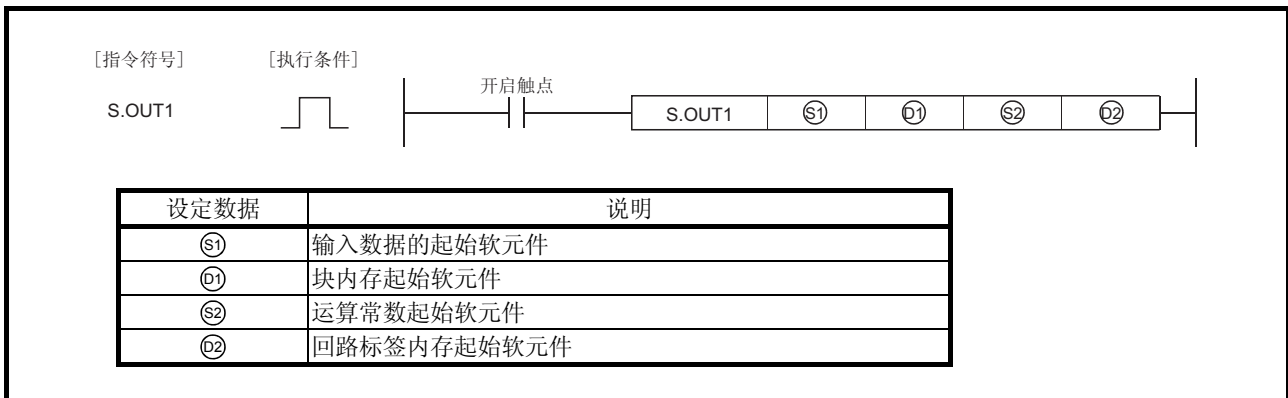 [指令符号] [执行条件]
开启触点
S.OUT1 S.OUT1 S1 D1 S2 D2
设定数据 说明
S1 输入数据的起始软元件
D1 块内存起始软元件
S2 运算常数起始软元件
D2 回路标签内存起始软元件